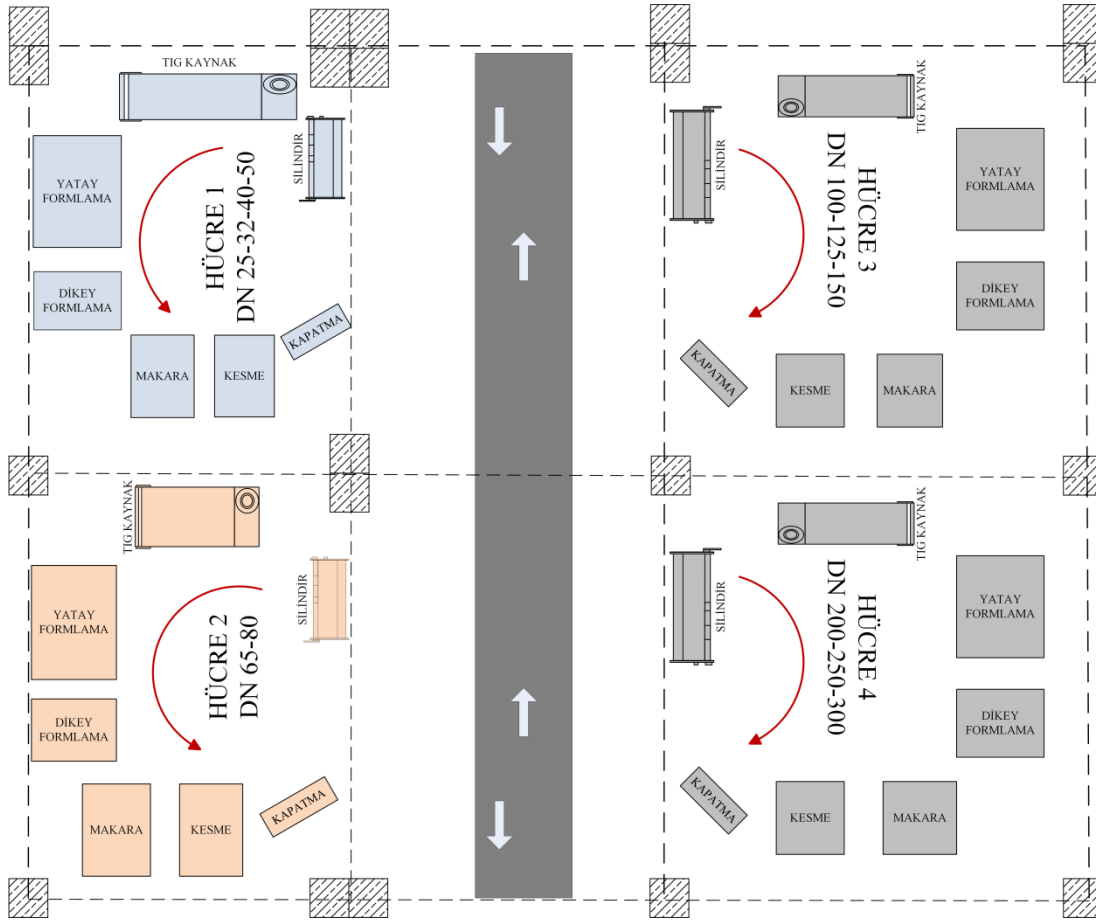 TIG KAYNAK
SİLİNDİR
YATAY
FORMLAMA
HÜCRE 1
DN 25-32-40-50
DİKEY
FORMLAMA
MAKARA
KESME
KAPATMA
TIG KAYNAK
SİLİNDİR
HÜCRE 3
DN 100-125-150
YATAY
FORMLAMA
DİKEY
FORMLAMA
KAPATMA
KESME
MAKARA
TIG KAYNAK
SİLİNDİR
YATAY
FORMLAMA
HÜCRE 2
DN 65-80
DİKEY
FORMLAMA
MAKARA
KESME
KAPATMA
TIG KAYNAK
SİLİNDİR
HÜCRE 4
DN 200-250-300
YATAY
FORMLAMA
DİKEY
FORMLAMA
KAPATMA
KESME
MAKARA